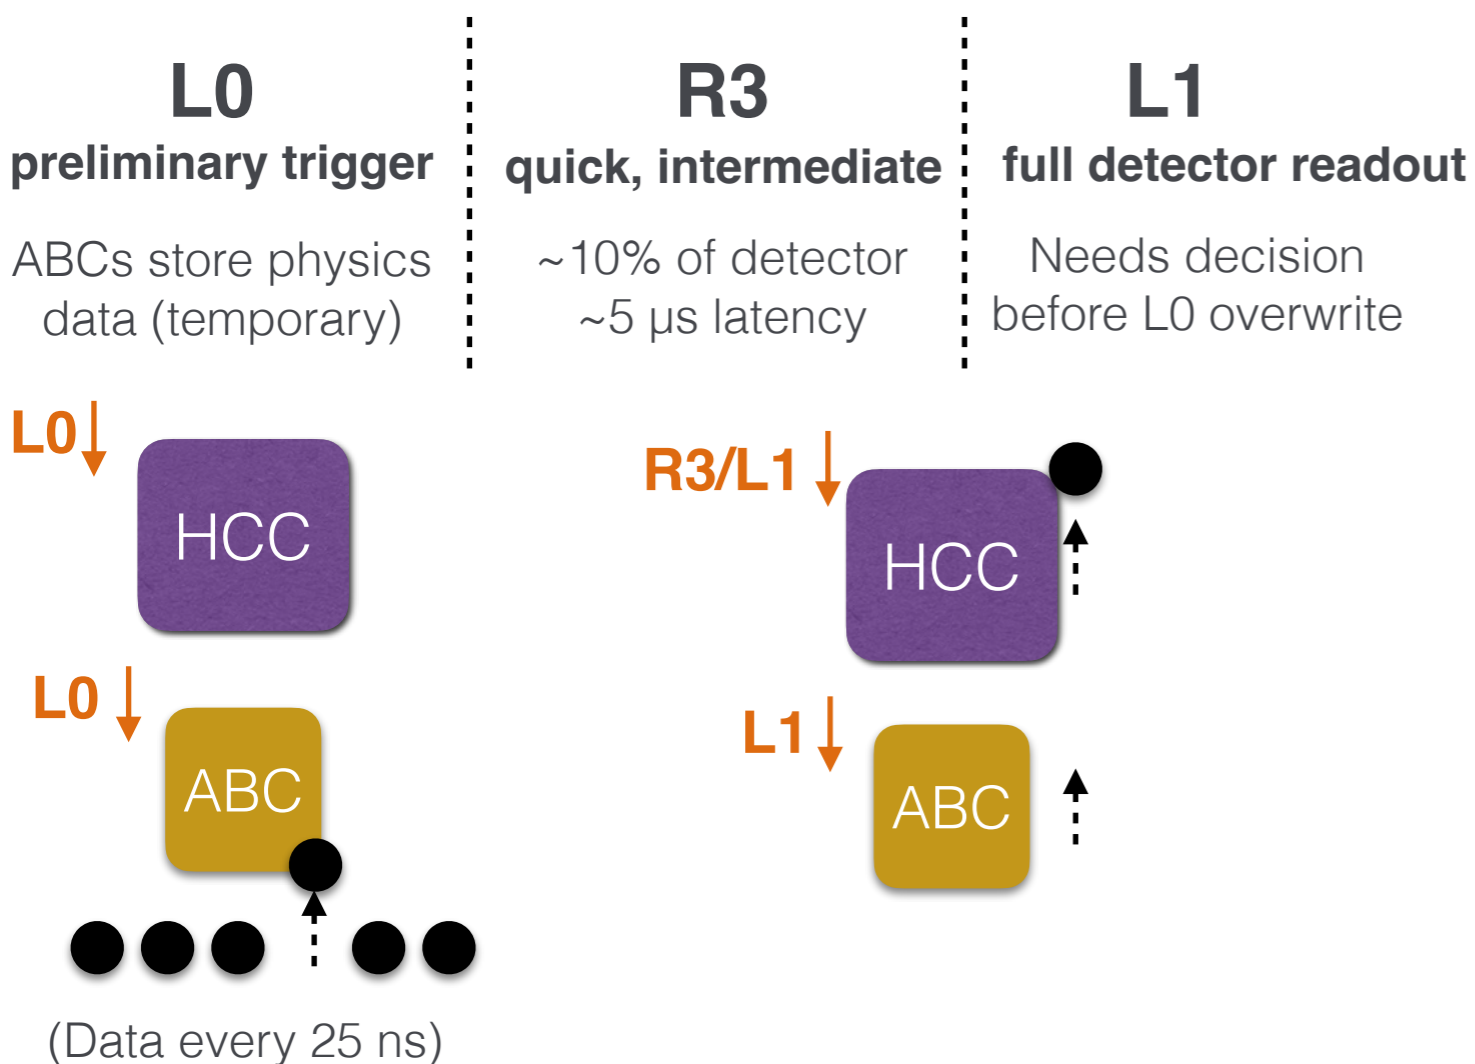 L0
preliminary trigger
ABCs store physics
data (temporary)
R3
quick, intermediate
~10% of detector
~5 µs latency
L1
full detector readout
Needs decision
before L0 overwrite
L0
HCC
L0
ABC
(Data every 25 ns)
R3/L1
HCC
L1
ABC